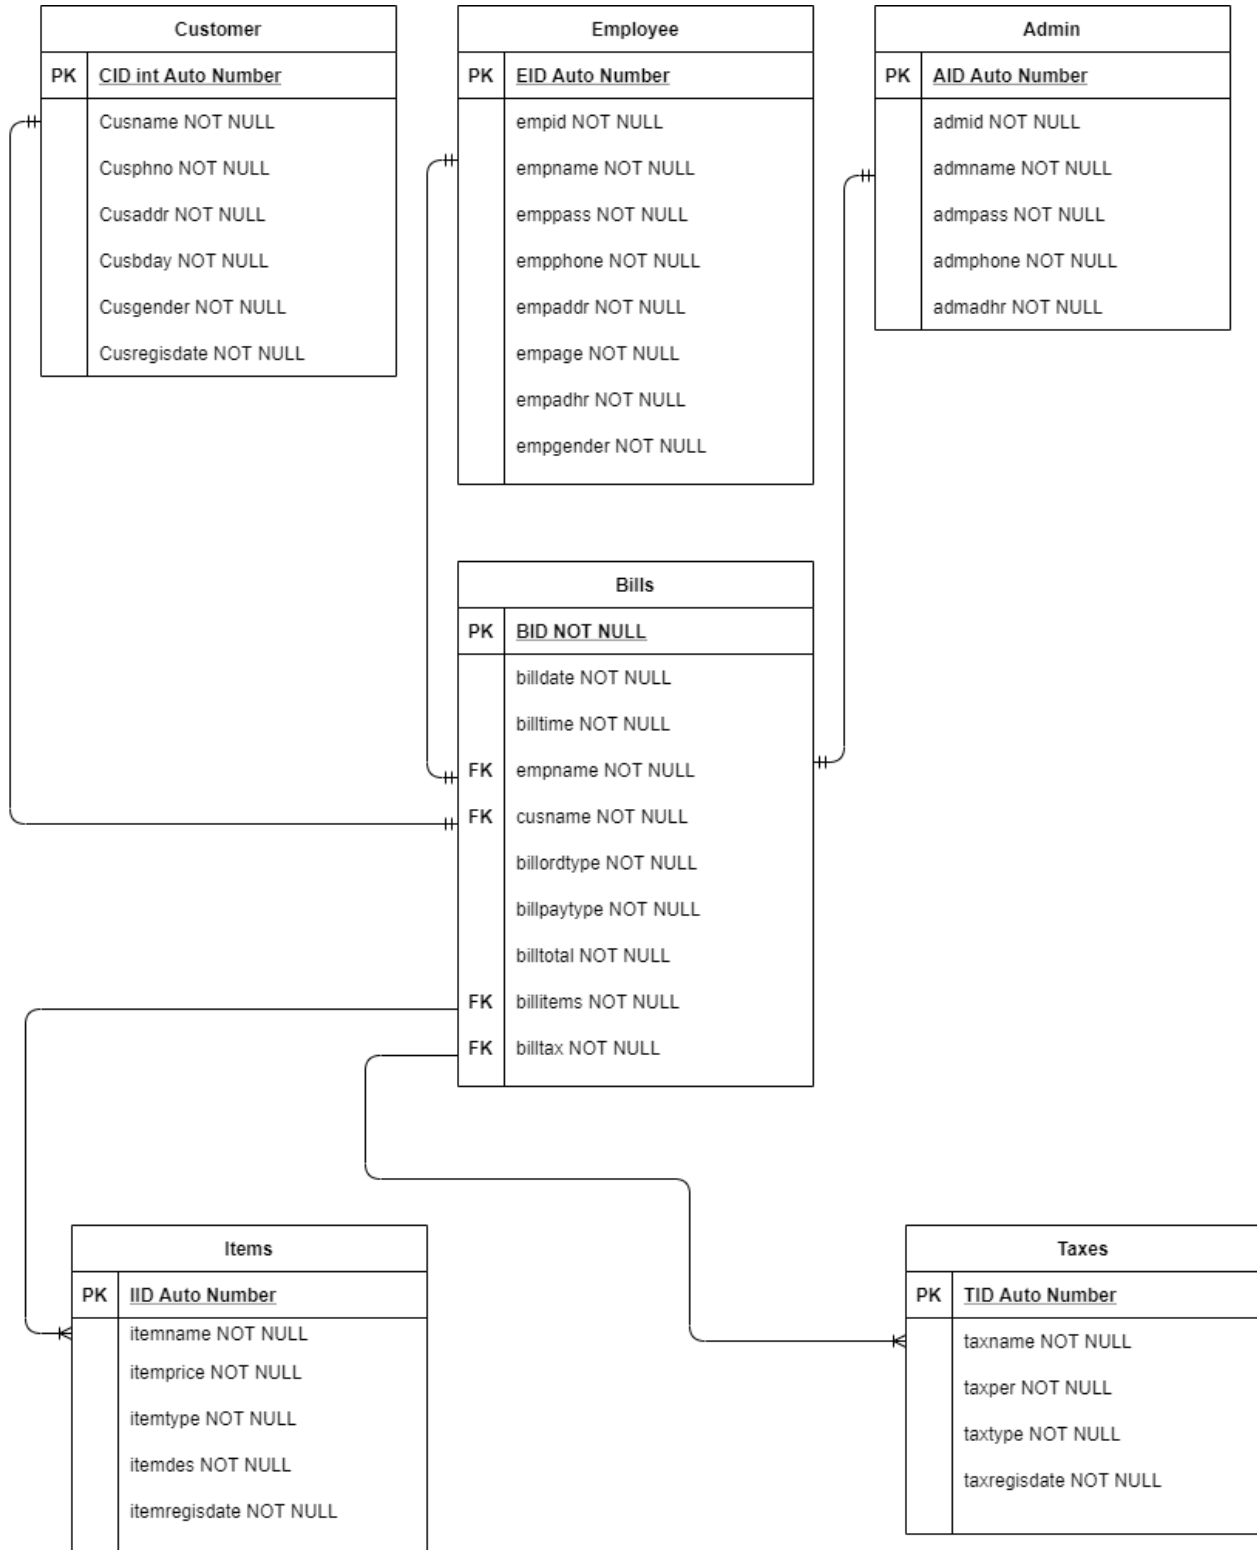 Customer
PK CID int Auto Number
Cusname NOT NULL
Cusphno NOT NULL
Cusaddr NOT NULL
Cusbday NOT NULL
Cusgender NOT NULL
Cusregisdate NOT NULL
Employee
PK EID Auto Number
empid NOT NULL
empname NOT NULL
emppass NOT NULL
empphone NOT NULL
empaddr NOT NULL
empage NOT NULL
empadhr NOT NULL
empgender NOT NULL
Admin
PK AID Auto Number
admid NOT NULL
admname NOT NULL
admpass NOT NULL
admphone NOT NULL
admadhr NOT NULL
Bills
PK BID NOT NULL
billdate NOT NULL
billtime NOT NULL
FK empname NOT NULL
FK cusname NOT NULL
billordtype NOT NULL
billpaytype NOT NULL
billtotal NOT NULL
FK billitems NOT NULL
FK billtax NOT NULL
Items
PK IID Auto Number
itemname NOT NULL
itemprice NOT NULL
itemtype NOT NULL
itemdes NOT NULL
itemregisdate NOT NULL
Taxes
PK TID Auto Number
taxname NOT NULL
taxper NOT NULL
taxtype NOT NULL
taxregisdate NOT NULL